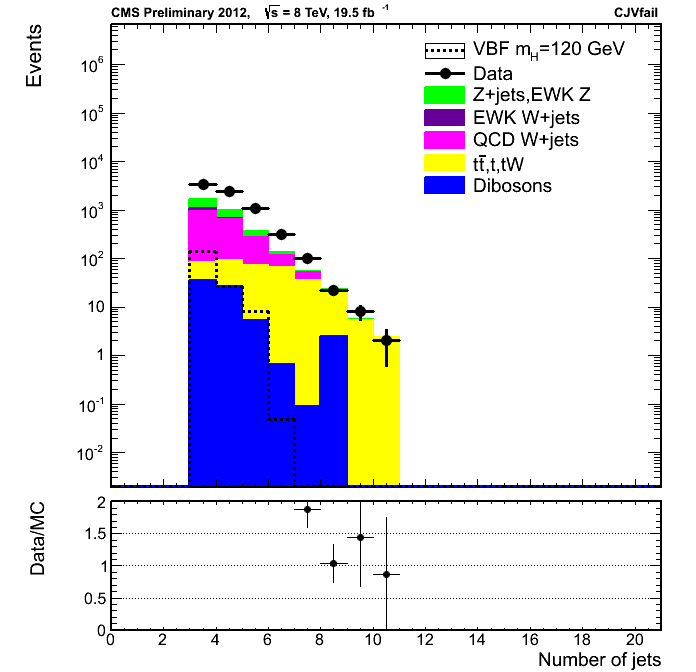 CMS Preliminary 2012, √s = 8 TeV, 19.5 fb⁻¹ CJVfail
Events
VBF m_H=120 GeV
Data
Z+jets,EWK Z
EWK W+jets
QCD W+jets
tt̄,t,tW
Dibosons
10⁶
10⁵
10⁴
10³
10²
10
1
10⁻¹
10⁻²
Data/MC
2
1.5
1
0.5
0
0 2 4 6 8 10 12 14 16 18 20
Number of jets